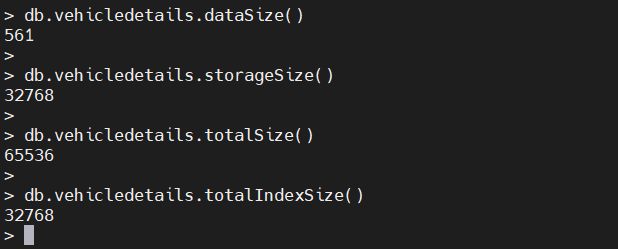 > db.vehicledetails.dataSize()
561
>
> db.vehicledetails.storageSize()
32768
>
> db.vehicledetails.totalSize()
65536
>
> db.vehicledetails.totalIndexSize()
32768
>